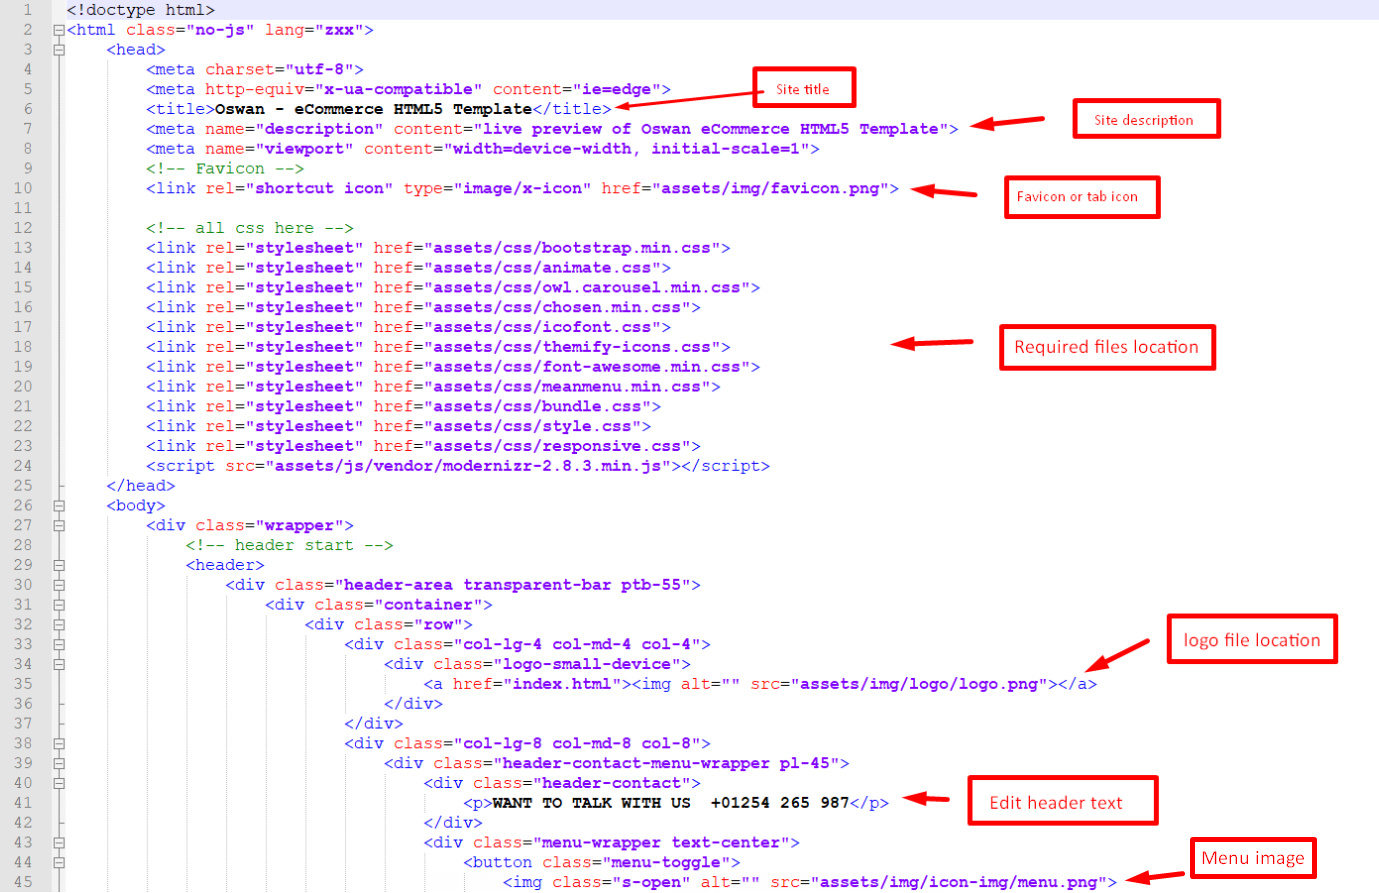 1 <!doctype html>
2 <html class="no-js" lang="zxx">
3 <head>
4 <meta charset="utf-8">
5 <meta http-equiv="x-ua-compatible" content="ie=edge">
Site title
6 <title>Oswan - eCommerce HTML5 Template</title>
7 <meta name="description" content="live preview of Oswan eCommerce HTML5 Template">
Site description
8 <meta name="viewport" content="width=device-width, initial-scale=1">
9 <!-- Favicon -->
10 <link rel="shortcut icon" type="image/x-icon" href="assets/img/favicon.png">
Favicon or tab icon
11
12 <!-- all css here -->
13 <link rel="stylesheet" href="assets/css/bootstrap.min.css">
14 <link rel="stylesheet" href="assets/css/animate.css">
15 <link rel="stylesheet" href="assets/css/owl.carousel.min.css">
16 <link rel="stylesheet" href="assets/css/chosen.min.css">
17 <link rel="stylesheet" href="assets/css/icofont.css">
18 <link rel="stylesheet" href="assets/css/themify-icons.css">
Required files location
19 <link rel="stylesheet" href="assets/css/font-awesome.min.css">
20 <link rel="stylesheet" href="assets/css/meanmenu.min.css">
21 <link rel="stylesheet" href="assets/css/bundle.css">
22 <link rel="stylesheet" href="assets/css/style.css">
23 <link rel="stylesheet" href="assets/css/responsive.css">
24 <script src="assets/js/vendor/modernizr-2.8.3.min.js"></script>
25 </head>
26 <body>
27 <div class="wrapper">
28 <!-- header start -->
29 <header>
30 <div class="header-area transparent-bar ptb-55">
31 <div class="container">
32 <div class="row">
33 <div class="col-lg-4 col-md-4 col-4">
logo file location
34 <div class="logo-small-device">
35 <a href="index.html"><img alt="" src="assets/img/logo/logo.png"></a>
36 </div>
37 </div>
38 <div class="col-lg-8 col-md-8 col-8">
39 <div class="header-contact-menu-wrapper pl-45">
40 <div class="header-contact">
41 <p>WANT TO TALK WITH US  +01254 265 987</p>
Edit header text
42 </div>
43 <div class="menu-wrapper text-center">
44 <button class="menu-toggle">
Menu image
45 <img class="s-open" alt="" src="assets/img/icon-img/menu.png">